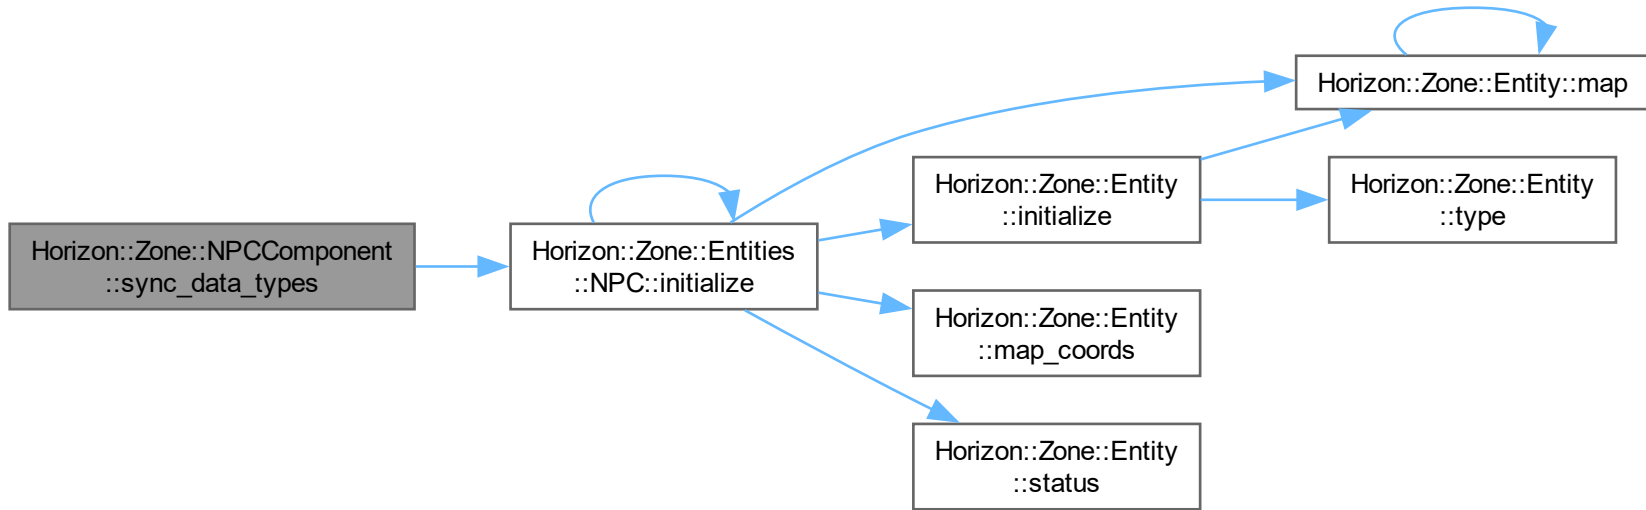 Horizon::Zone::NPCComponent
::sync_data_types
Horizon::Zone::Entities
::NPC::initialize
Horizon::Zone::Entity::map
Horizon::Zone::Entity
::initialize
Horizon::Zone::Entity
::type
Horizon::Zone::Entity
::map_coords
Horizon::Zone::Entity
::status